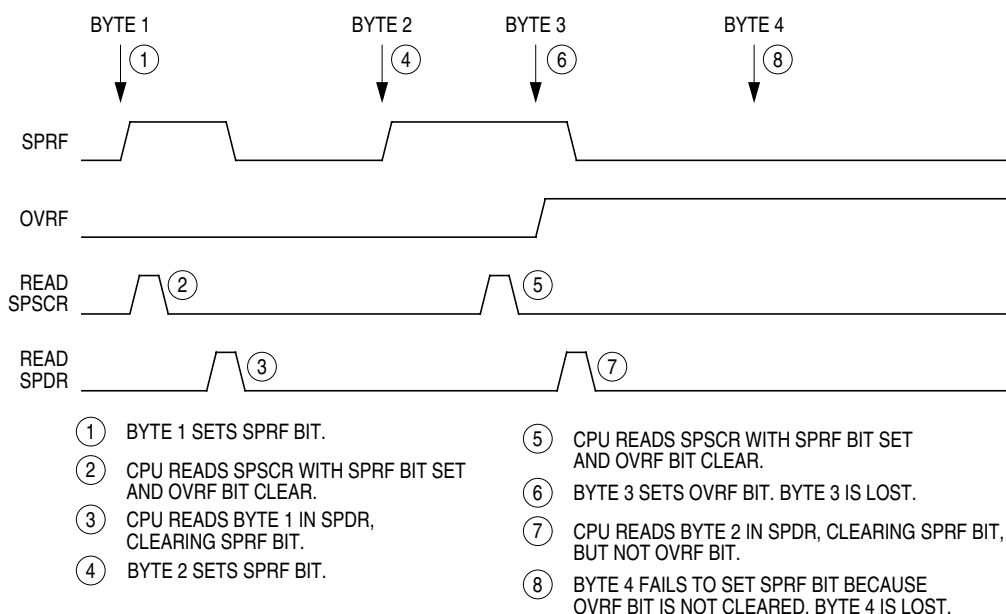 BYTE 1 BYTE 2 BYTE 3 BYTE 4
1 4 6 8
SPRF
OVRF
READ
SPSCR
2 5
READ
SPDR
3 7
1 BYTE 1 SETS SPRF BIT.
2 CPU READS SPSCR WITH SPRF BIT SET
AND OVRF BIT CLEAR.
3 CPU READS BYTE 1 IN SPDR,
CLEARING SPRF BIT.
4 BYTE 2 SETS SPRF BIT.
5 CPU READS SPSCR WITH SPRF BIT SET
AND OVRF BIT CLEAR.
6 BYTE 3 SETS OVRF BIT. BYTE 3 IS LOST.
7 CPU READS BYTE 2 IN SPDR, CLEARING SPRF BIT,
BUT NOT OVRF BIT.
8 BYTE 4 FAILS TO SET SPRF BIT BECAUSE
OVRF BIT IS NOT CLEARED. BYTE 4 IS LOST.